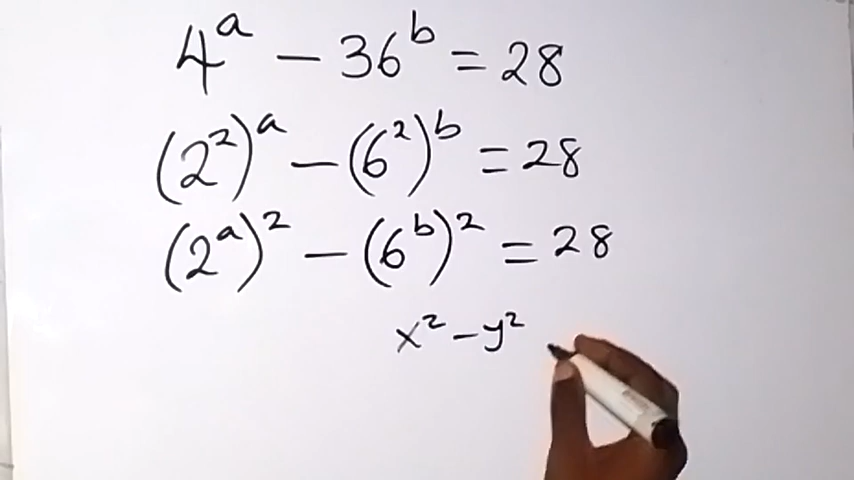 4^a − 36^b = 28
(2^2)^a − (6^2)^b = 28
(2^a)^2 − (6^b)^2 = 28
x^2 − y^2